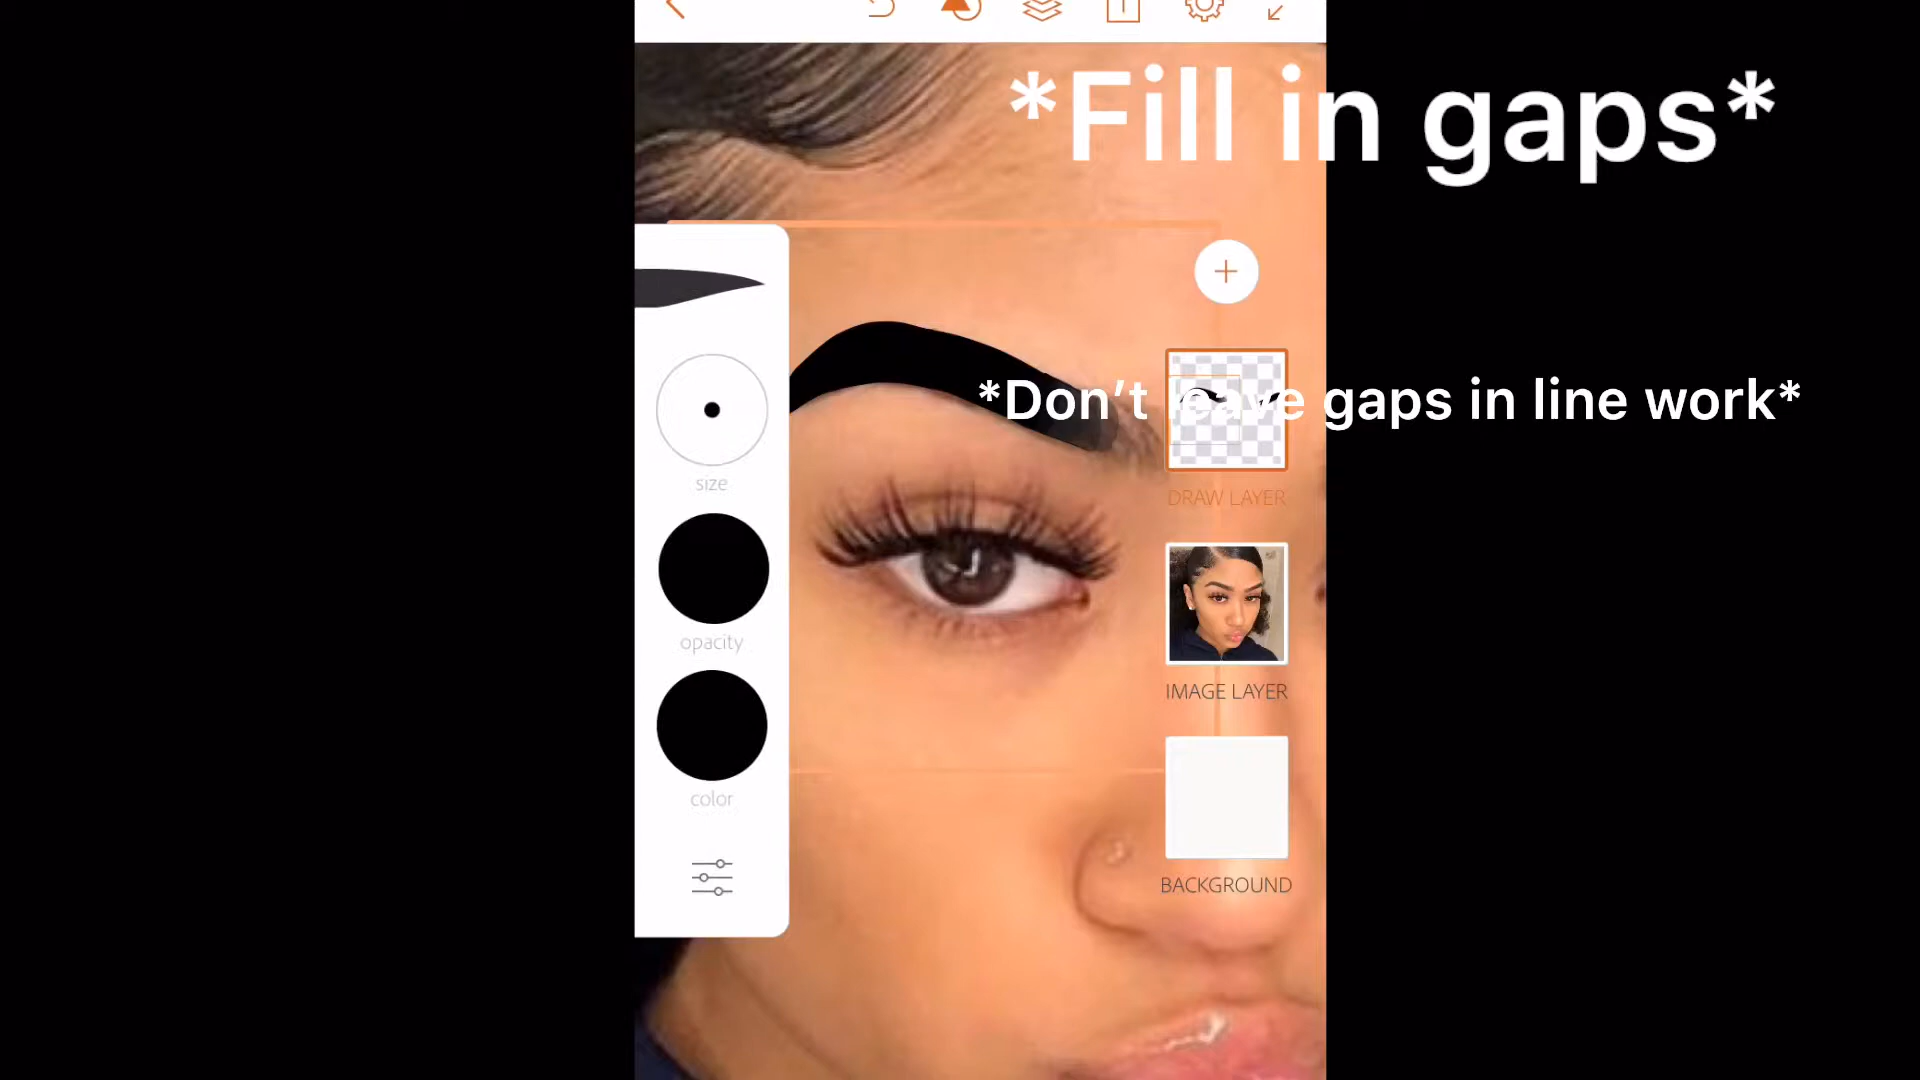 *Fill in gaps*
*Don’t leave gaps in line work*
size
DRAW LAYER
opacity
IMAGE LAYER
color
BACKGROUND